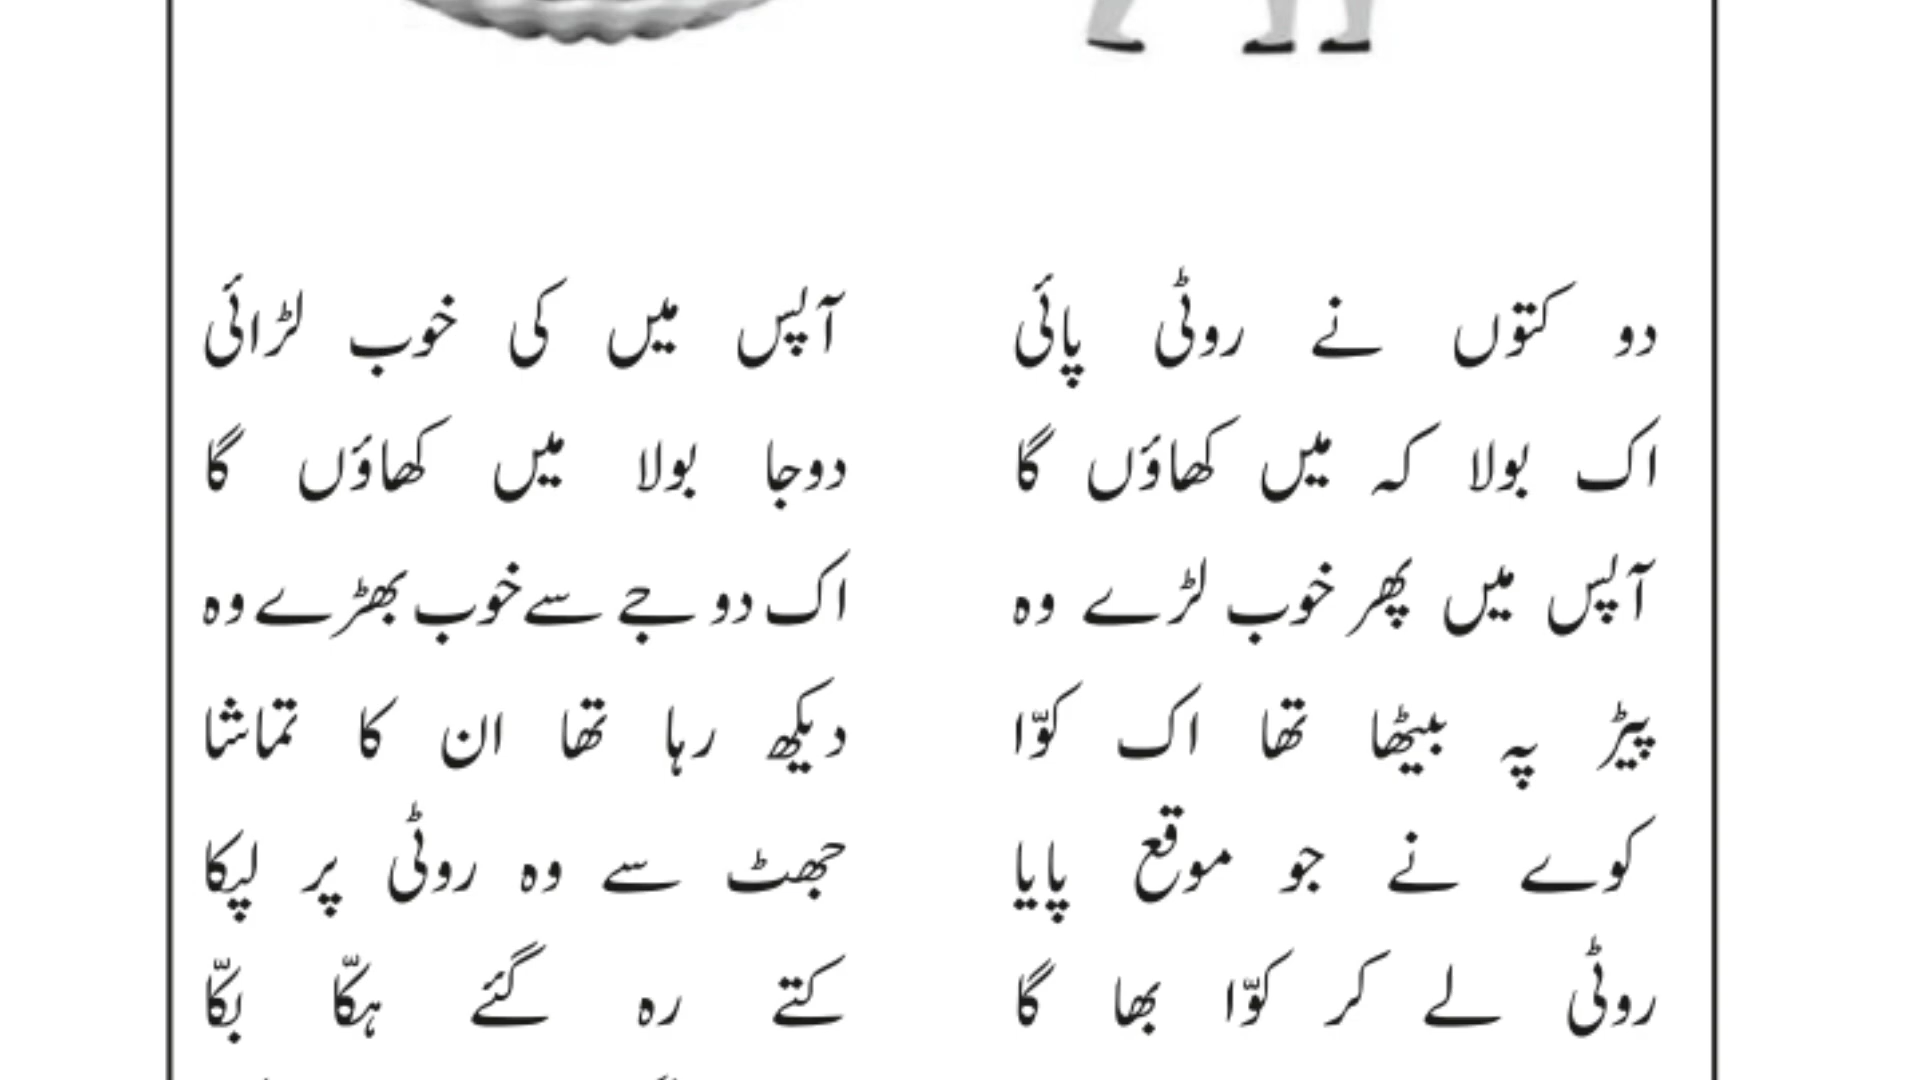 دو کتوں نے روٹی پائی آپس میں کی خوب لڑائی
اک بولا کہ میں کھاؤں گا دوجا بولا میں کھاؤں گا
آپس میں پھر خوب لڑے وہ اک دوجے سے خوب بھڑے وہ
پیڑ پہ بیٹھا تھا اک کوّا دیکھ رہا تھا ان کا تماشا
کوے نے جو موقع پایا جھٹ سے وہ روٹی پر لپکا
روٹی لے کر کوّا بھا گا کتے رہ گئے ہکّا بکّا